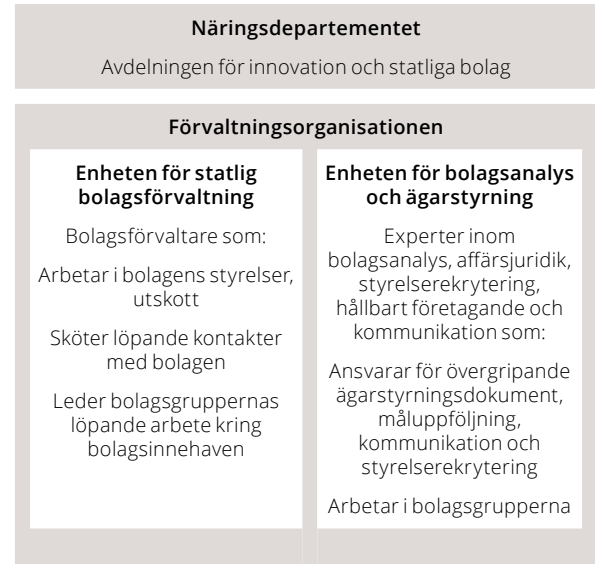 Näringsdepartementet
Avdelningen för innovation och statliga bolag
Förvaltningsorganisationen
Enheten för statlig
bolagsförvaltning
Bolagsförvaltare som:
Arbetar i bolagens styrelser,
utskott
Sköter löpande kontakter
med bolagen
Leder bolagsgruppernas
löpande arbete kring
bolagsinnehaven
Enheten för bolagsanalys
och ägarstyrning
Experter inom
bolagsanalys, affärsjuridik,
styrelserekrytering,
hållbart företagande och
kommunikation som:
Ansvarar för övergripande
ägarstyrningsdokument,
måluppföljning,
kommunikation och
styrelserekrytering
Arbetar i bolagsgrupperna